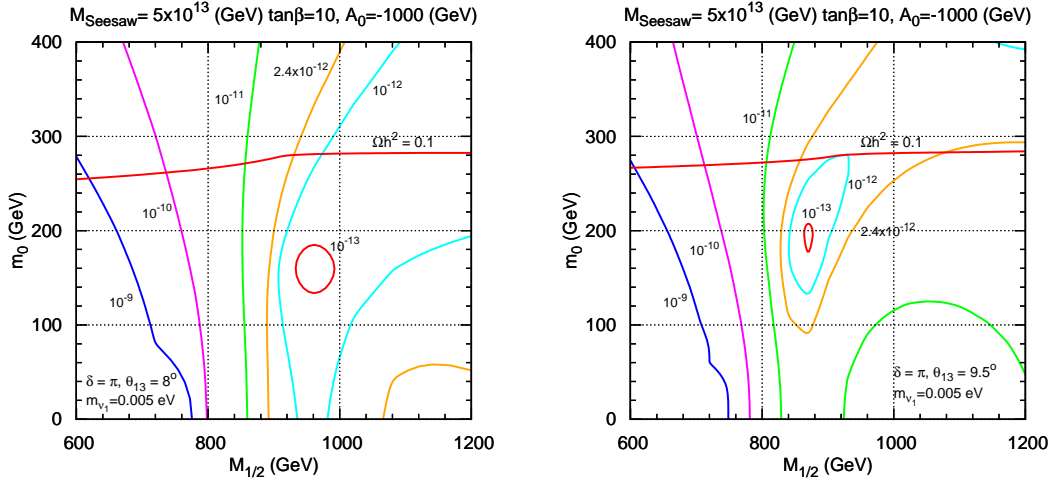 M_Seesaw= 5x10^13 (GeV) tanβ=10, A_0=-1000 (GeV)
400
300
200
100
0
m_0 (GeV)
600
800
1000
1200
M_1/2 (GeV)
2.4x10^-12
10^-12
10^-11
Ωh^2 = 0.1
10^-10
10^-13
10^-9
δ = π, θ_13 = 8^o
m_ν1=0.005 eV
M_Seesaw= 5x10^13 (GeV) tanβ=10, A_0=-1000 (GeV)
400
300
200
100
0
m_0 (GeV)
600
800
1000
1200
M_1/2 (GeV)
10^-11
Ωh^2 = 0.1
10^-12
10^-13
2.4x10^-12
10^-10
10^-9
δ = π, θ_13 = 9.5^o
m_ν1=0.005 eV